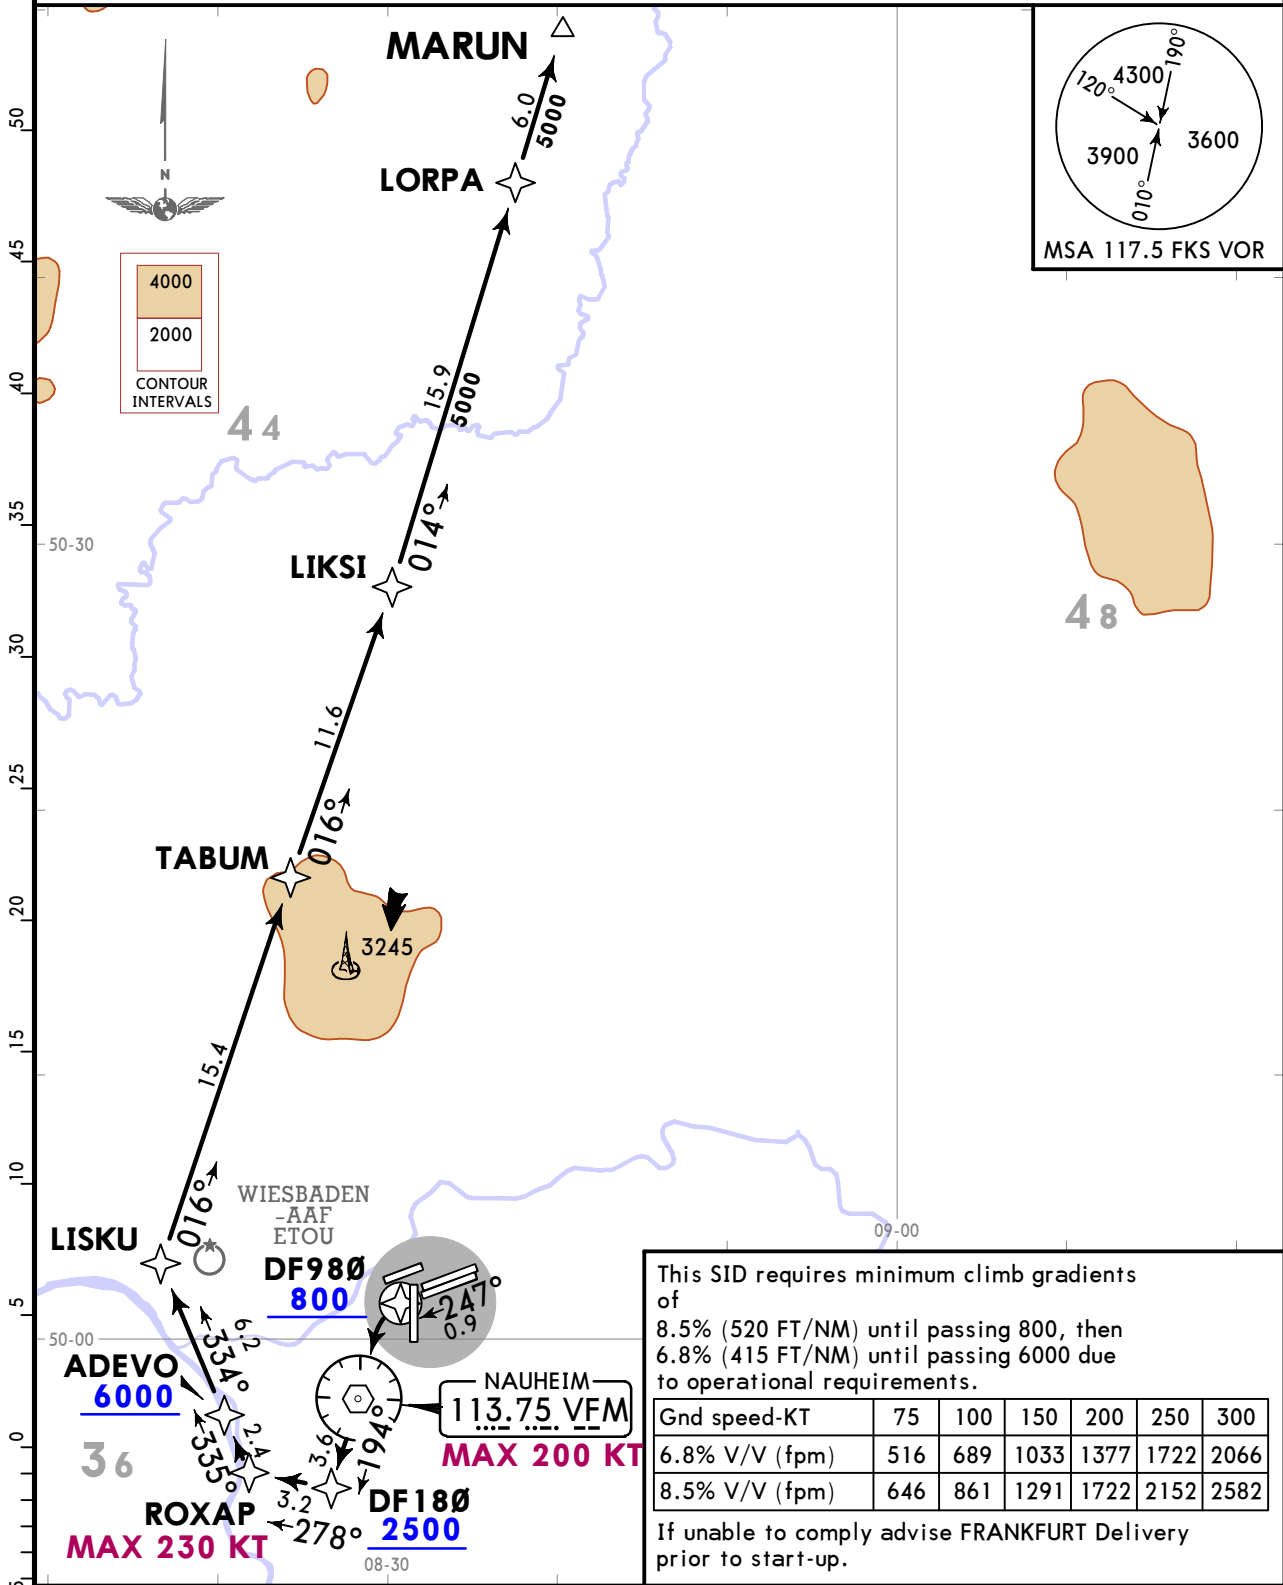 MARUN
6.0
5000
LORPA
N
4000
2000
CONTOUR
INTERVALS
44
120°
4300
190°
3900
3600
010°
MSA 117.5 FKS VOR
50
45
40
35
30
25
20
15
10
5
0
5
15.9
5000
50-30
014°
LIKSI
48
11.6
016°
TABUM
3245
15.4
016°
WIESBADEN
-AAF
ETOU
LISKU
09-00
DF98Ø
800
247°
0.9
50-00
6.2
334°
ADEVO
6000
NAUHEIM
113.75 VFM
MAX 200 KT
194°
3.6
2.4
335°
36
ROXAP
MAX 230 KT
3.2
278°
DF18Ø
2500
08-30
This SID requires minimum climb gradients
of
8.5% (520 FT/NM) until passing 800, then
6.8% (415 FT/NM) until passing 6000 due
to operational requirements.
Gnd speed-KT 75 100 150 200 250 300
6.8% V/V (fpm) 516 689 1033 1377 1722 2066
8.5% V/V (fpm) 646 861 1291 1722 2152 2582
If unable to comply advise FRANKFURT Delivery
prior to start-up.